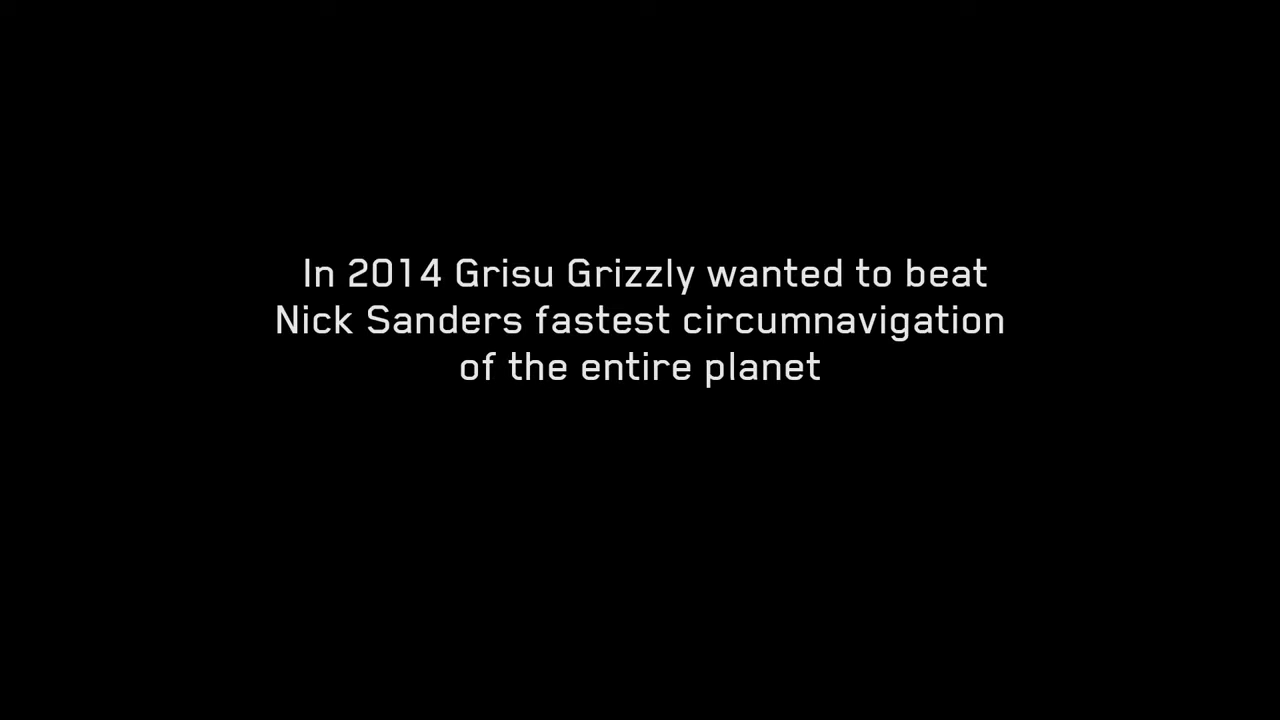 In 2014 Grisu Grizzly wanted to beat
Nick Sanders fastest circumnavigation
of the entire planet